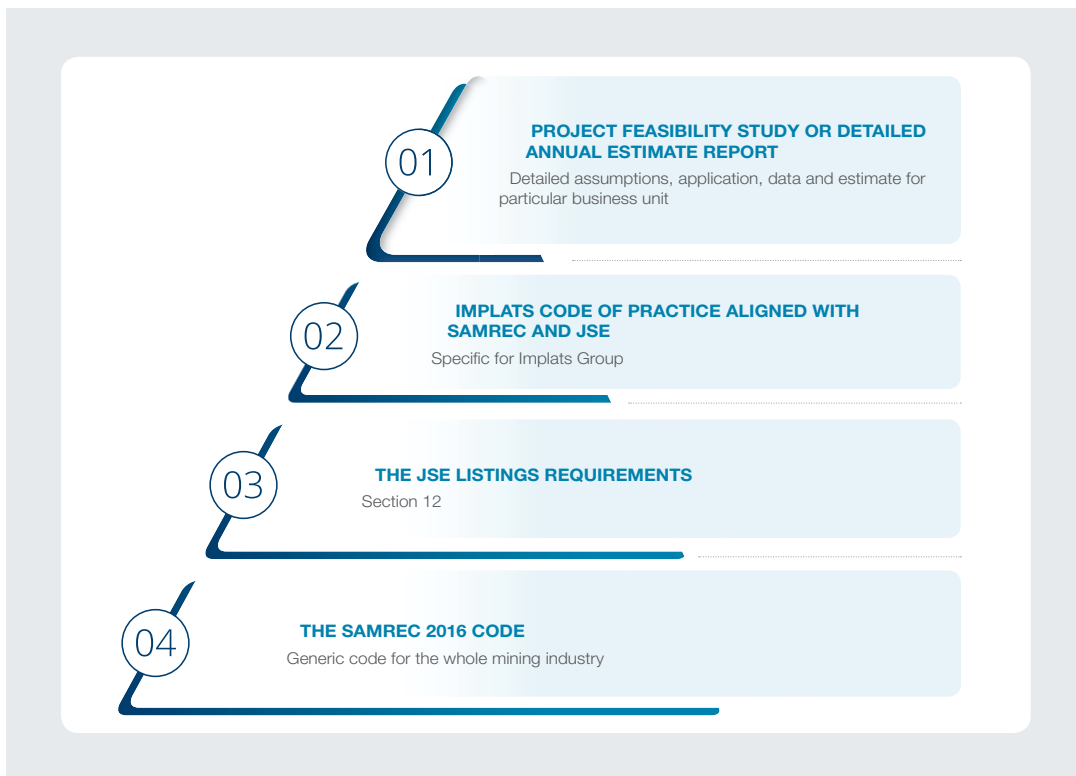 01
PROJECT FEASIBILITY STUDY OR DETAILED
ANNUAL ESTIMATE REPORT
Detailed assumptions, application, data and estimate for
particular business unit
02
IMPLATS CODE OF PRACTICE ALIGNED WITH
SAMREC AND JSE
Specific for Implats Group
03
THE JSE LISTINGS REQUIREMENTS
Section 12
04
THE SAMREC 2016 CODE
Generic code for the whole mining industry